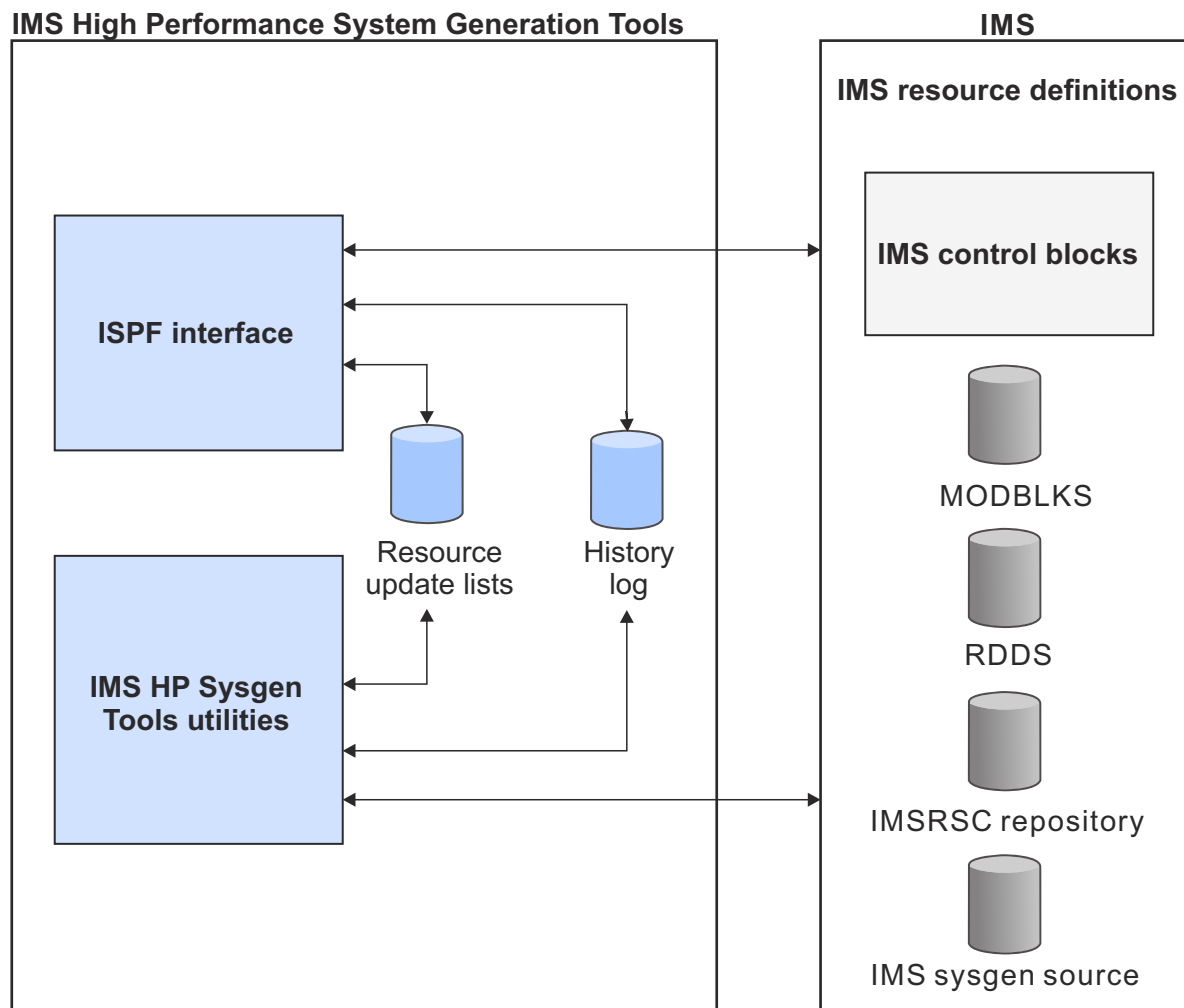 IMS High Performance System Generation Tools
IMS
IMS resource definitions
IMS control blocks
ISPF interface
MODBLKS
Resource
update lists
History
log
RDDS
IMS HP Sysgen
Tools utilities
IMSRSC repository
IMS sysgen source